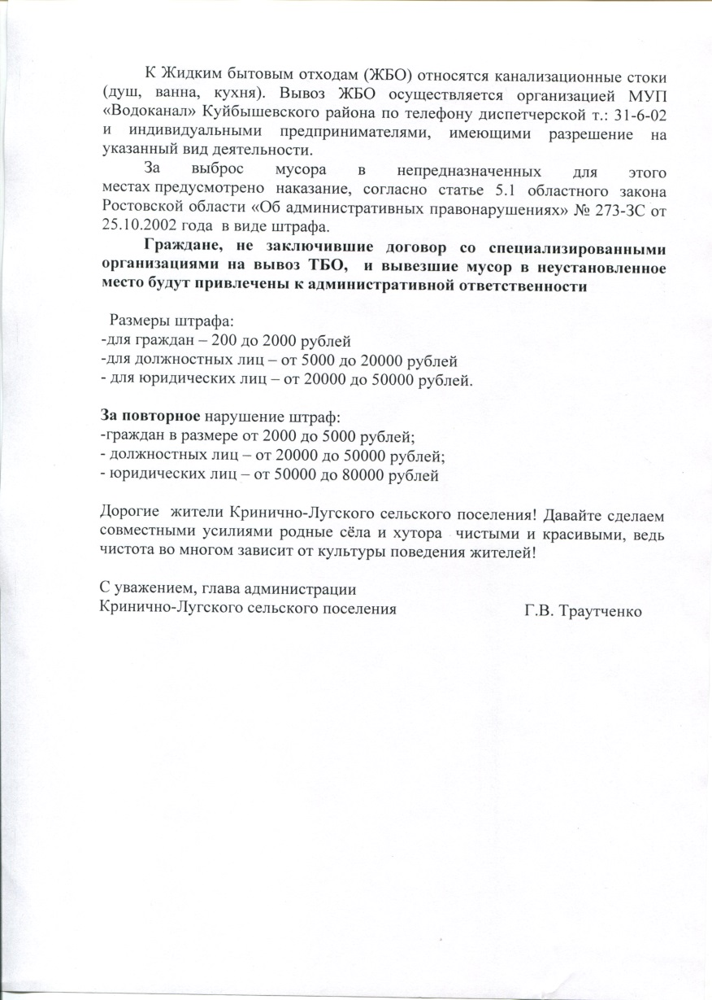 К Жидким бытовым отходам (ЖБО) относятся канализационные стоки
(душ, ванна, кухня). Вывоз ЖБО осуществляется организацией МУП
«Водоканал» Куйбышевского района по телефону диспетчерской т.: 31-6-02
и индивидуальными предпринимателями, имеющими разрешение на
указанный вид деятельности.
За выброс мусора в непредназначенных для этого
местах предусмотрено наказание, согласно статье 5.1 областного закона
Ростовской области «Об административных правонарушениях» № 273-ЗС от
25.10.2002 года в виде штрафа.
Граждане, не заключившие договор со специализированными
организациями на вывоз ТБО, и вывезшие мусор в неустановленное
место будут привлечены к административной ответственности
Размеры штрафа:
-для граждан – 200 до 2000 рублей
-для должностных лиц – от 5000 до 20000 рублей
- для юридических лиц – от 20000 до 50000 рублей.
За повторное нарушение штраф:
-граждан в размере от 2000 до 5000 рублей;
- должностных лиц – от 20000 до 50000 рублей;
- юридических лиц – от 50000 до 80000 рублей
Дорогие жители Кринично-Лугского сельского поселения! Давайте сделаем
совместными усилиями родные сёла и хутора чистыми и красивыми, ведь
чистота во многом зависит от культуры поведения жителей!
С уважением, глава администрации
Кринично-Лугского сельского поселения Г.В. Траутченко